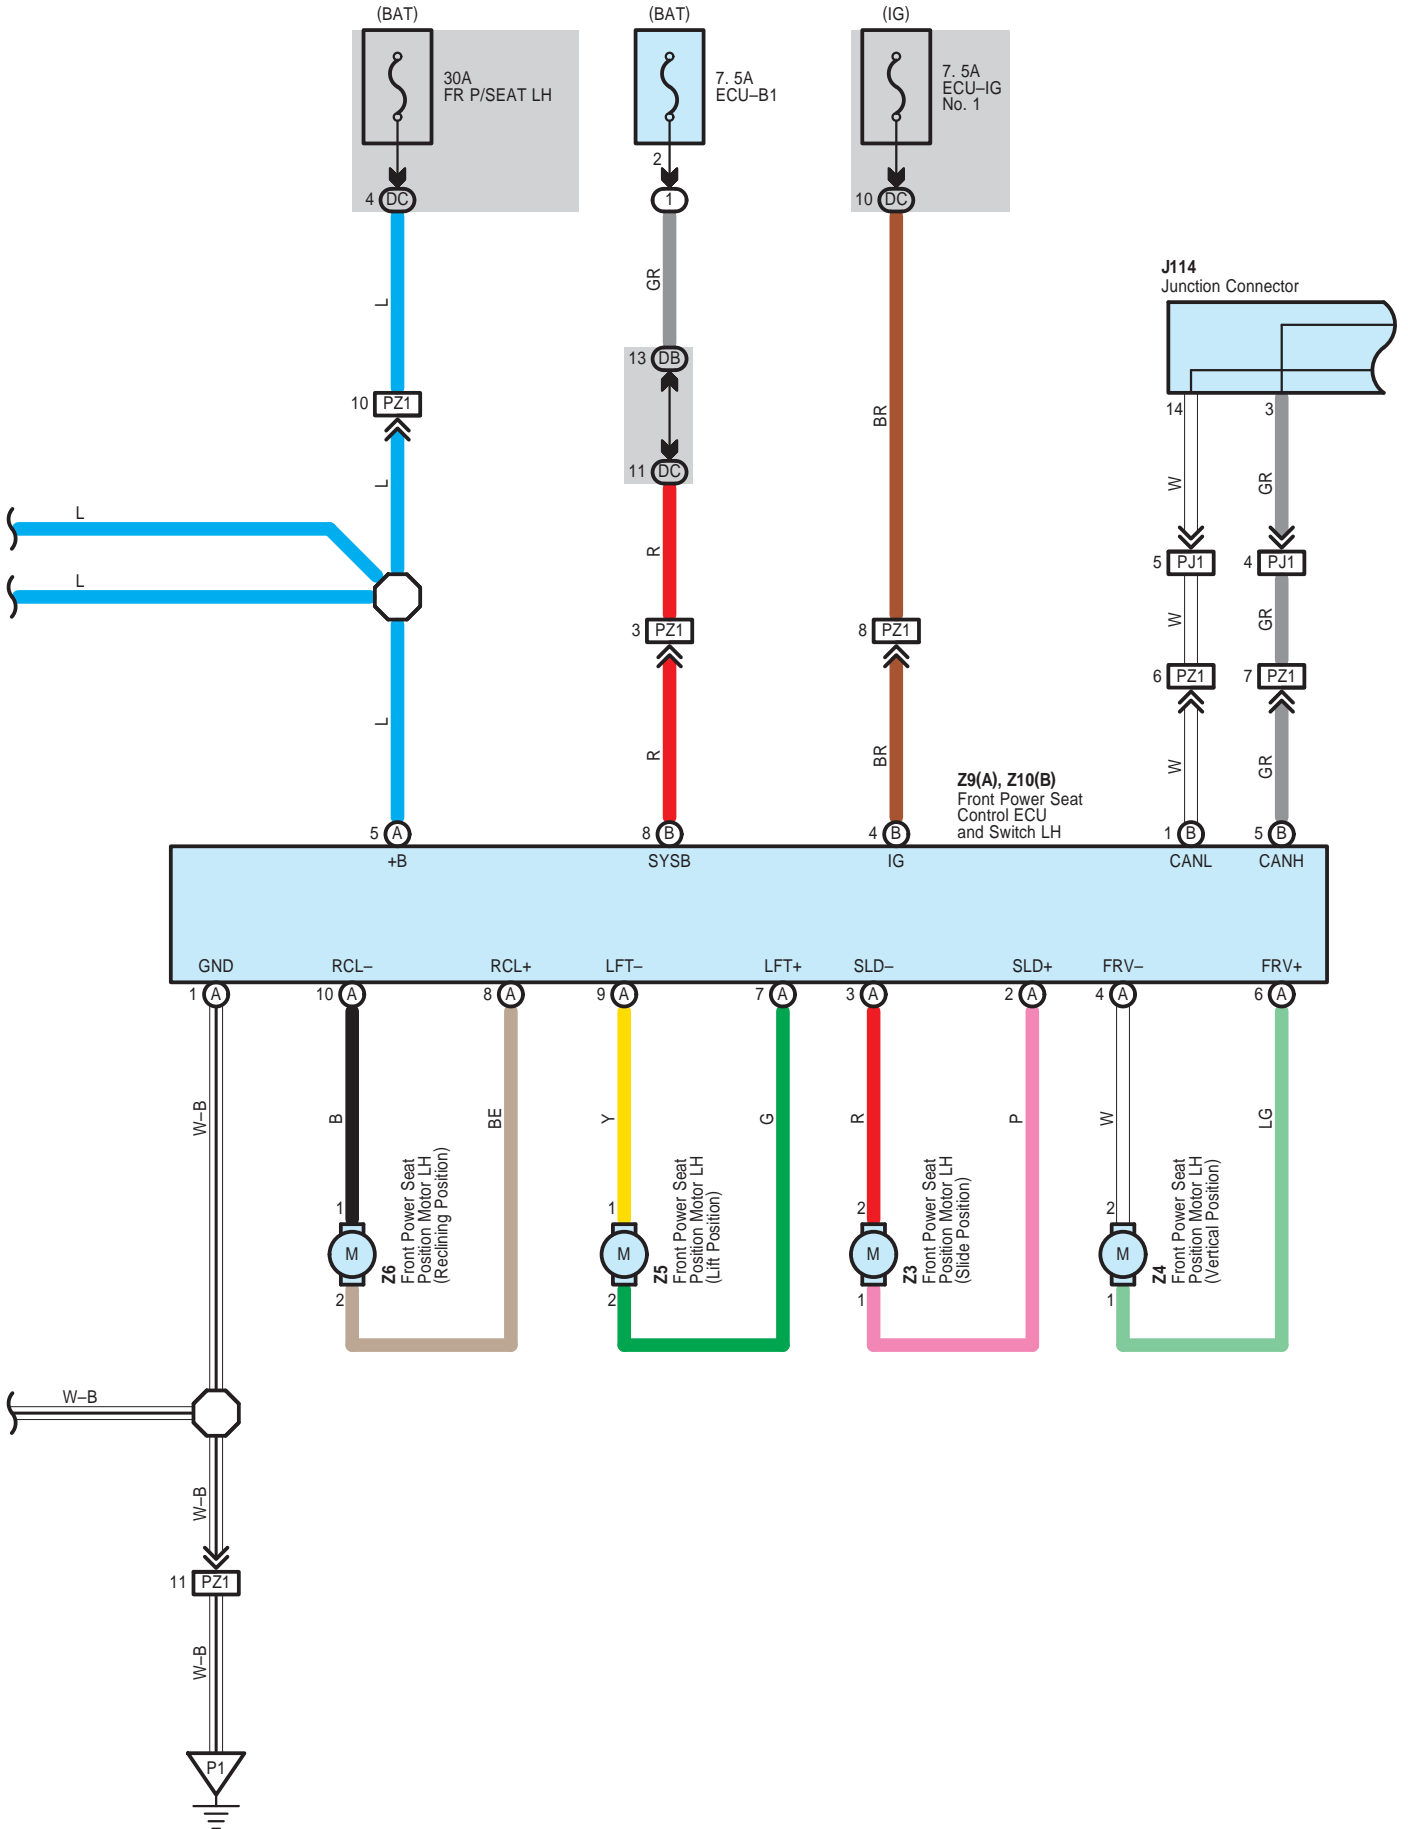 (BAT)
(BAT)
(IG)
30A
FR P/SEAT LH
7. 5A
ECU–B1
7. 5A
ECU–IG
No. 1
2
4 DC
1
10 DC
L
GR
BR
J114
Junction Connector
13 DB
11 DC
10 PZ1
14
3
L
W
GR
L
L
R
5 PJ1
4 PJ1
W
GR
3 PZ1
8 PZ1
6 PZ1
7 PZ1
L
R
BR
W
GR
Z9(A), Z10(B)
Front Power Seat
Control ECU
and Switch LH
5 A
8 B
4 B
1 B
5 B
+B
SYSB
IG
CANL
CANH
GND
RCL–
RCL+
LFT–
LFT+
SLD–
SLD+
FRV–
FRV+
1 A
10 A
8 A
9 A
7 A
3 A
2 A
4 A
6 A
W–B
B
BE
Y
G
R
P
W
LG
1
M
2
Z6
Front Power Seat
Position Motor LH
(Reclining Position)
1
M
2
Z5
Front Power Seat
Position Motor LH
(Lift Position)
2
M
1
Z3
Front Power Seat
Position Motor LH
(Slide Position)
2
M
1
Z4
Front Power Seat
Position Motor LH
(Vertical Position)
W–B
W–B
11 PZ1
W–B
P1